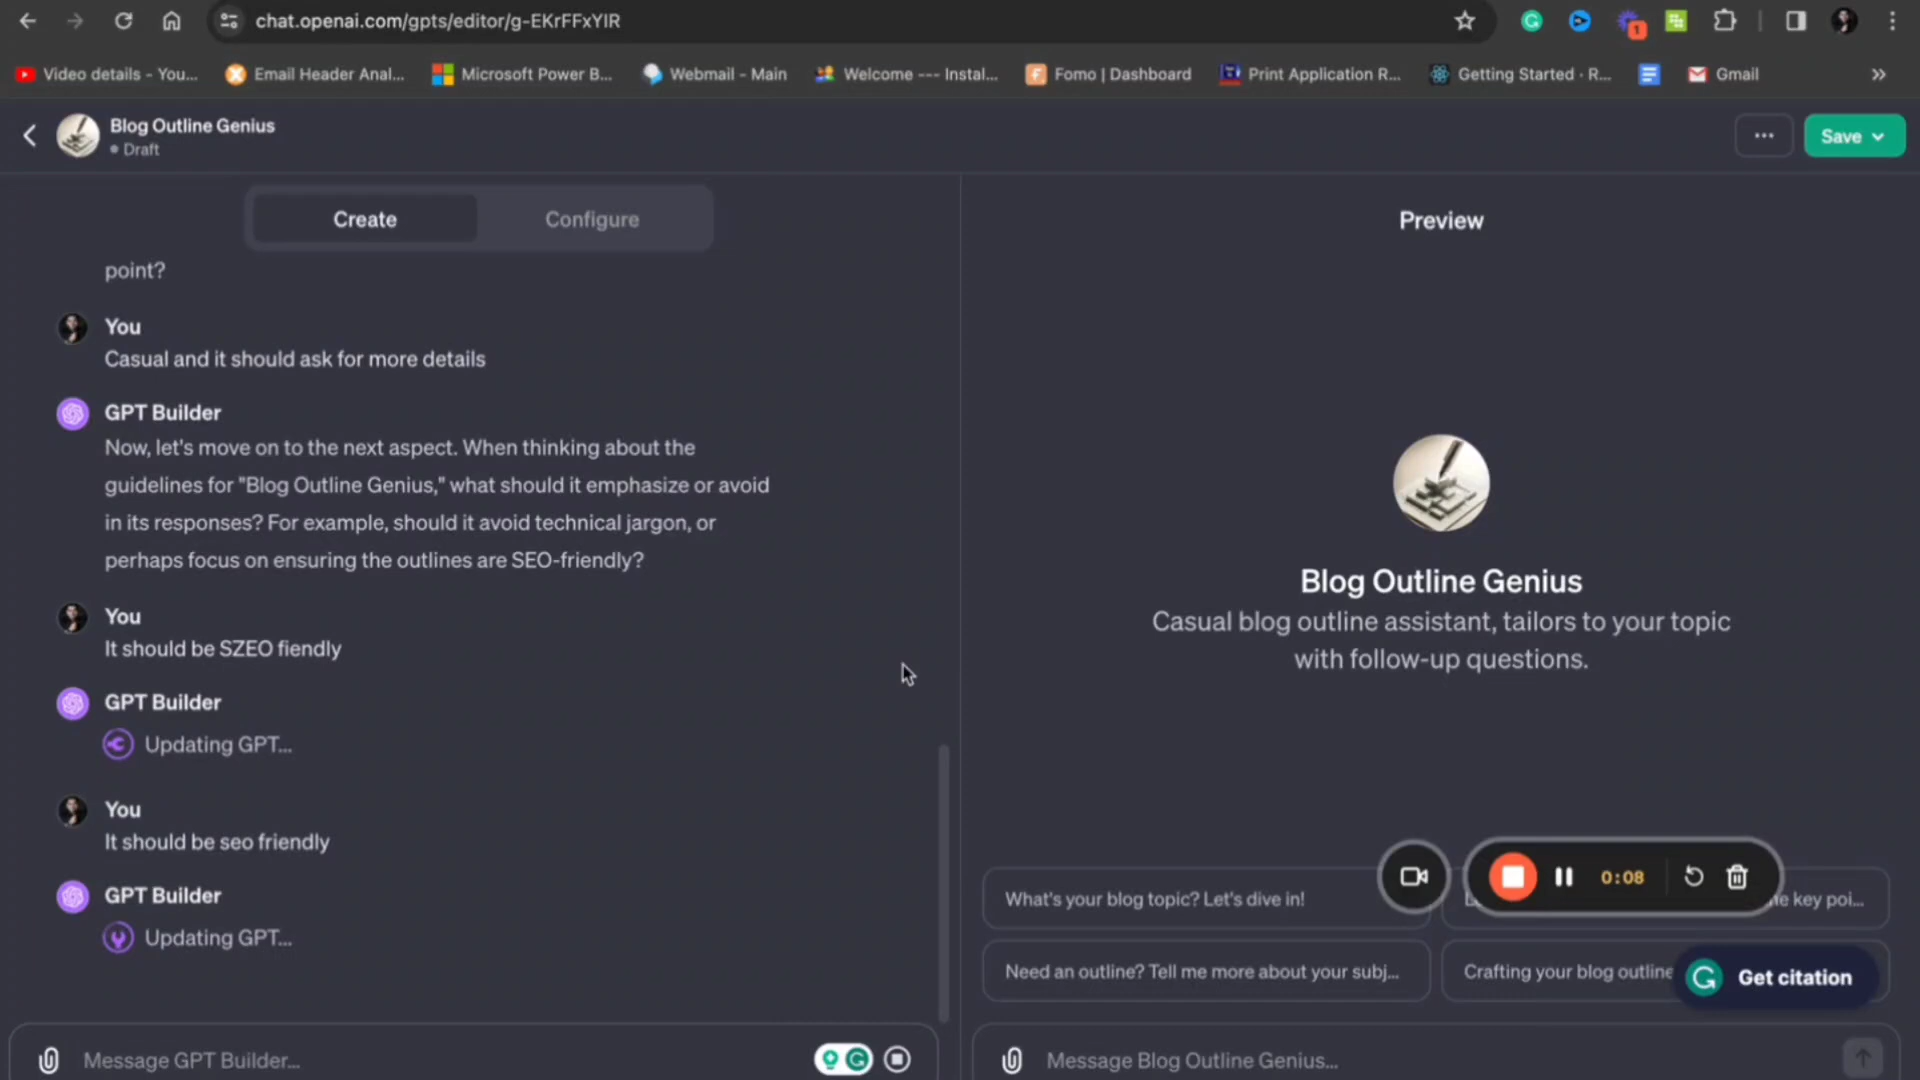 chat.openai.com/gpts/editor/g-EKrFFxYIR
1
Video details - You...
Email Header Anal...
Microsoft Power B...
Webmail - Main
Welcome --- Instal...
Fomo | Dashboard
Print Application R...
Getting Started · R...
Gmail
»
Blog Outline Genius
Draft
...
Save
Create
Configure
Preview
point?
You
Casual and it should ask for more details
GPT Builder
Now, let's move on to the next aspect. When thinking about the
guidelines for "Blog Outline Genius," what should it emphasize or avoid
in its responses? For example, should it avoid technical jargon, or
perhaps focus on ensuring the outlines are SEO-friendly?
You
It should be SZEO fiendly
GPT Builder
Updating GPT...
You
It should be seo friendly
GPT Builder
Updating GPT...
Message GPT Builder...
Blog Outline Genius
Casual blog outline assistant, tailors to your topic
with follow-up questions.
0:08
What's your blog topic? Let's dive in!
key poi...
Need an outline? Tell me more about your subj...
Crafting your blog outline
Get citation
Message Blog Outline Genius...